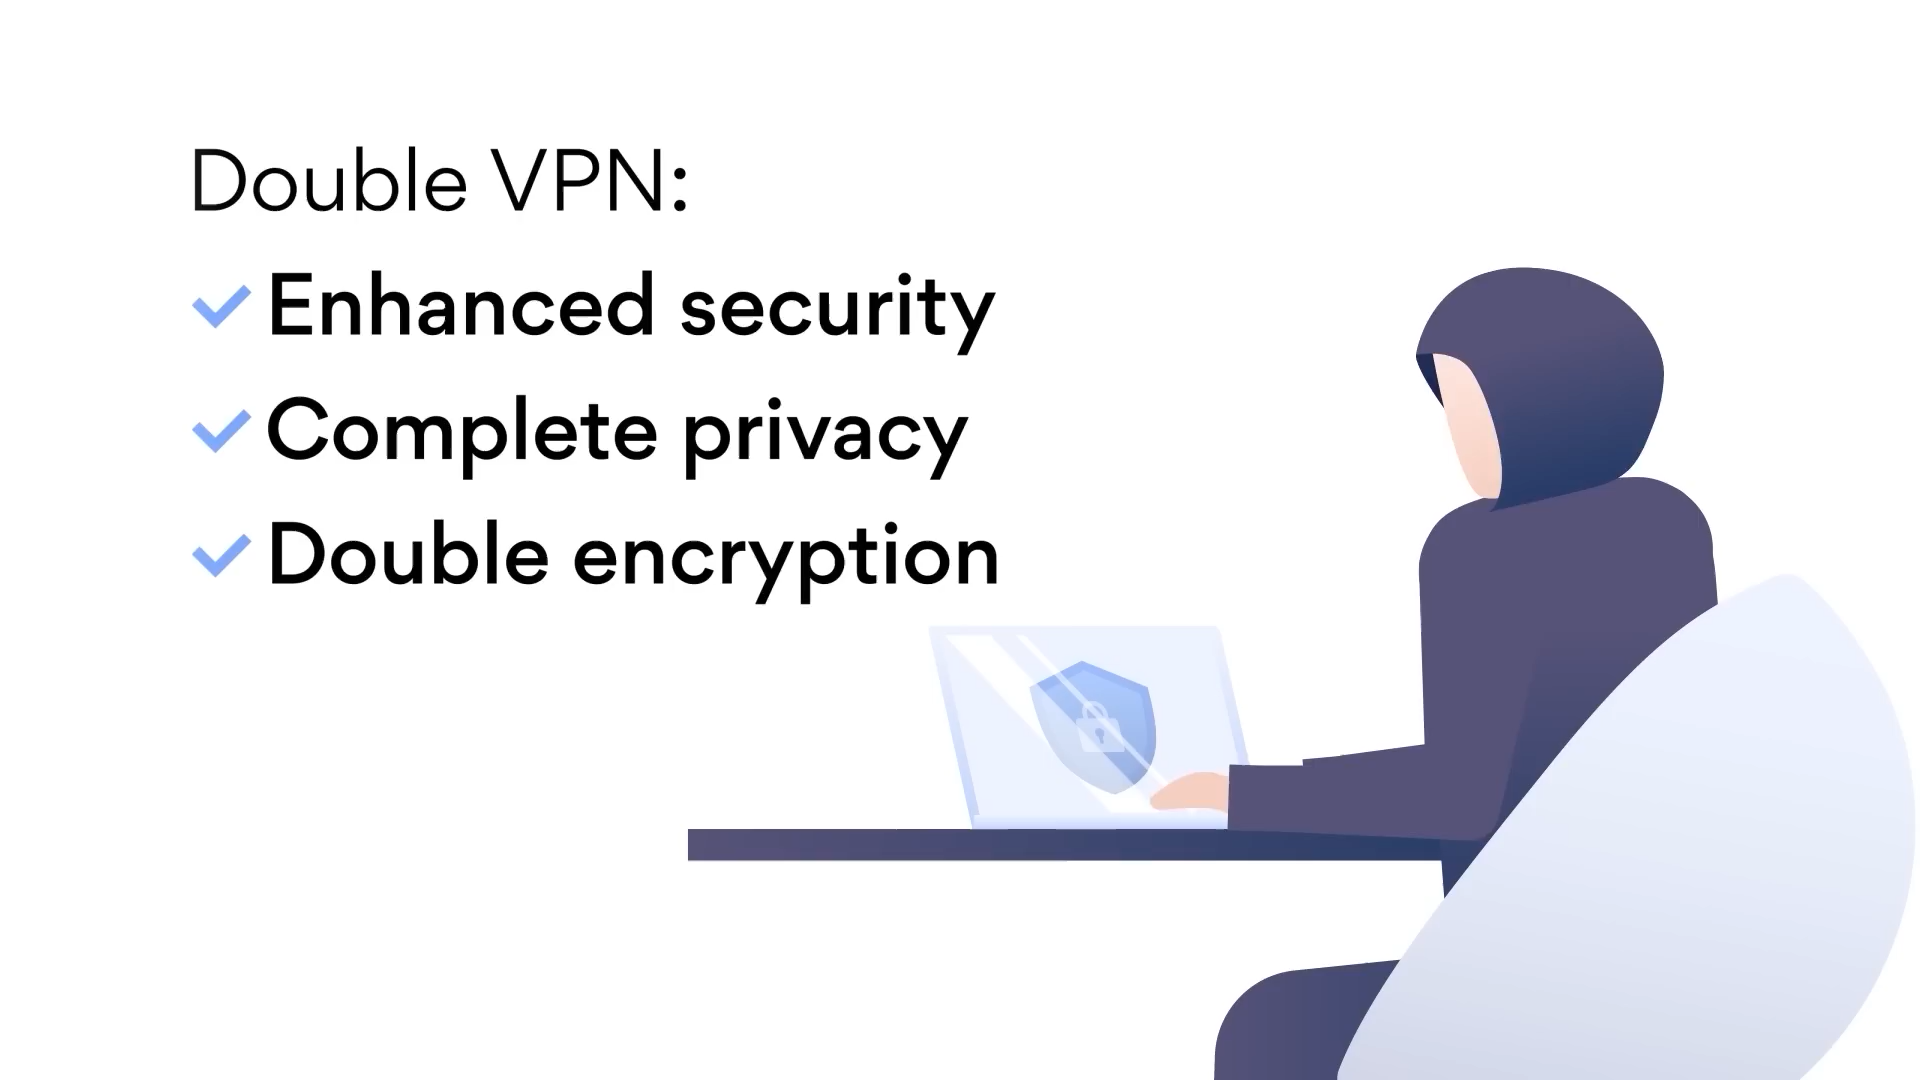 Double VPN:
Enhanced security
Complete privacy
Double encryption